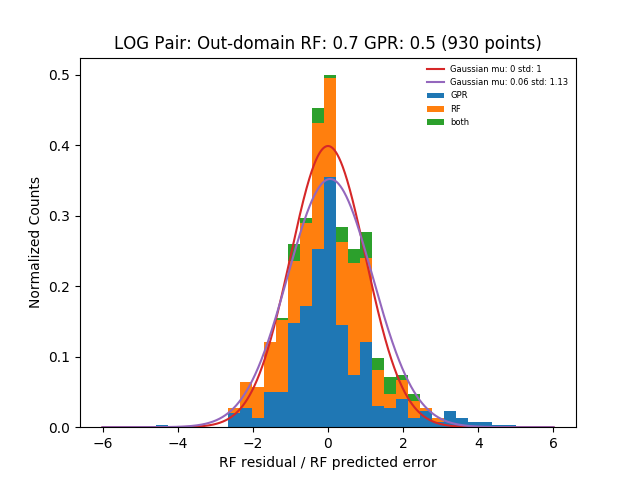 LOG Pair: Out-domain RF: 0.7 GPR: 0.5 (930 points)
Gaussian mu: 0 std: 1
Gaussian mu: 0.06 std: 1.13
GPR
RF
both
Normalized Counts
0.5
0.4
0.3
0.2
0.1
0.0
−6 −4 −2 0 2 4 6
RF residual / RF predicted error